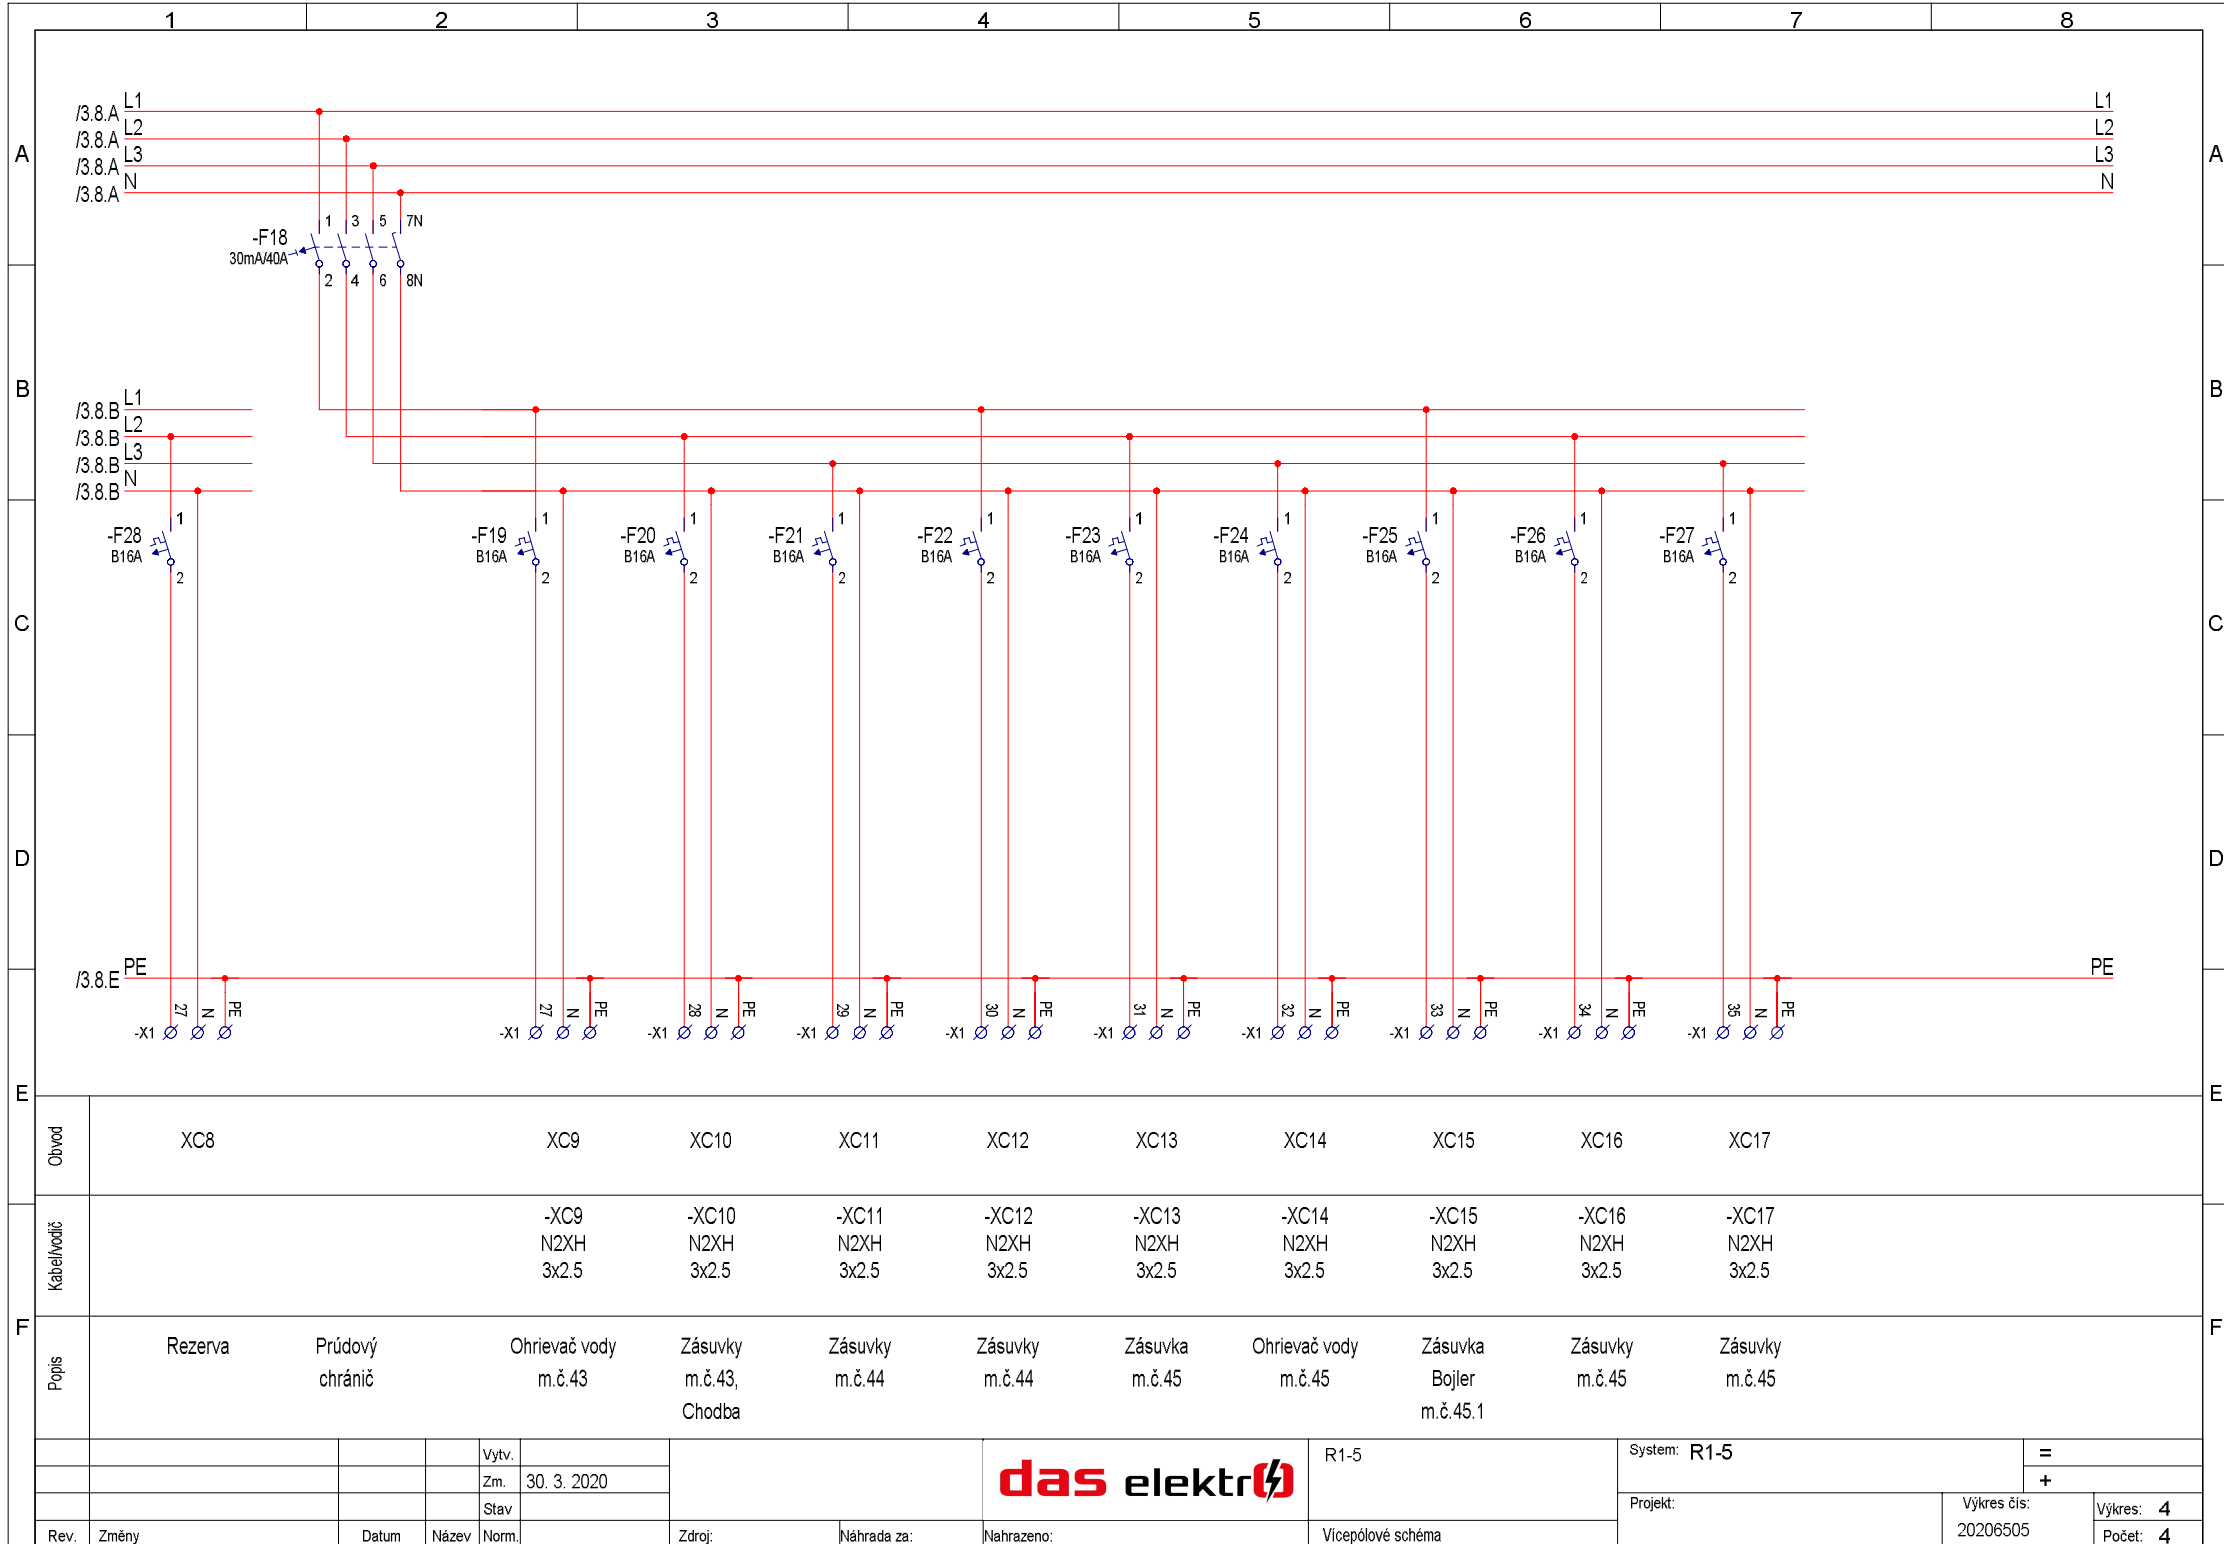 1 2 3 4 5 6 7 8
/3.8.A L1 L1
/3.8.A L2 L2
A /3.8.A L3 L3 A
/3.8.A N N
1 3 5 7N
-F18
30mA/40A
2 4 6 8N
B B
/3.8.B L1
/3.8.B L2
/3.8.B L3
/3.8.B N
1 1 1 1 1 1 1 1 1 1
-F28 -F19 -F20 -F21 -F22 -F23 -F24 -F25 -F26 -F27
B16A B16A B16A B16A B16A B16A B16A B16A B16A B16A
2 2 2 2 2 2 2 2 2 2
C C
D D
/3.8.E PE PE
27 N PE 27 N PE 28 N PE 29 N PE 30 N PE 31 N PE 32 N PE 33 N PE 34 N PE 35 N PE
-X1 -X1 -X1 -X1 -X1 -X1 -X1 -X1 -X1 -X1
E E
Obvod XC8 XC9 XC10 XC11 XC12 XC13 XC14 XC15 XC16 XC17
Kabel/vodič -XC9 -XC10 -XC11 -XC12 -XC13 -XC14 -XC15 -XC16 -XC17
N2XH N2XH N2XH N2XH N2XH N2XH N2XH N2XH N2XH
3x2.5 3x2.5 3x2.5 3x2.5 3x2.5 3x2.5 3x2.5 3x2.5 3x2.5
F F
Popis Rezerva Prúdový Ohrievač vody Zásuvky Zásuvky Zásuvky Zásuvka Ohrievač vody Zásuvka Zásuvky Zásuvky
chránič m.č.43 m.č.43, m.č.44 m.č.44 m.č.45 m.č.45 Bojler m.č.45 m.č.45
Chodba m.č.45.1
Vytv. R1-5 System: R1-5 =
Zm. 30. 3. 2020 das elektro +
Stav Projekt: Výkres čís: Výkres: 4
Rev. Změny Datum Název Norm. Zdroj: Náhrada za: Nahrazeno: Vícepólové schéma 20206505 Počet: 4